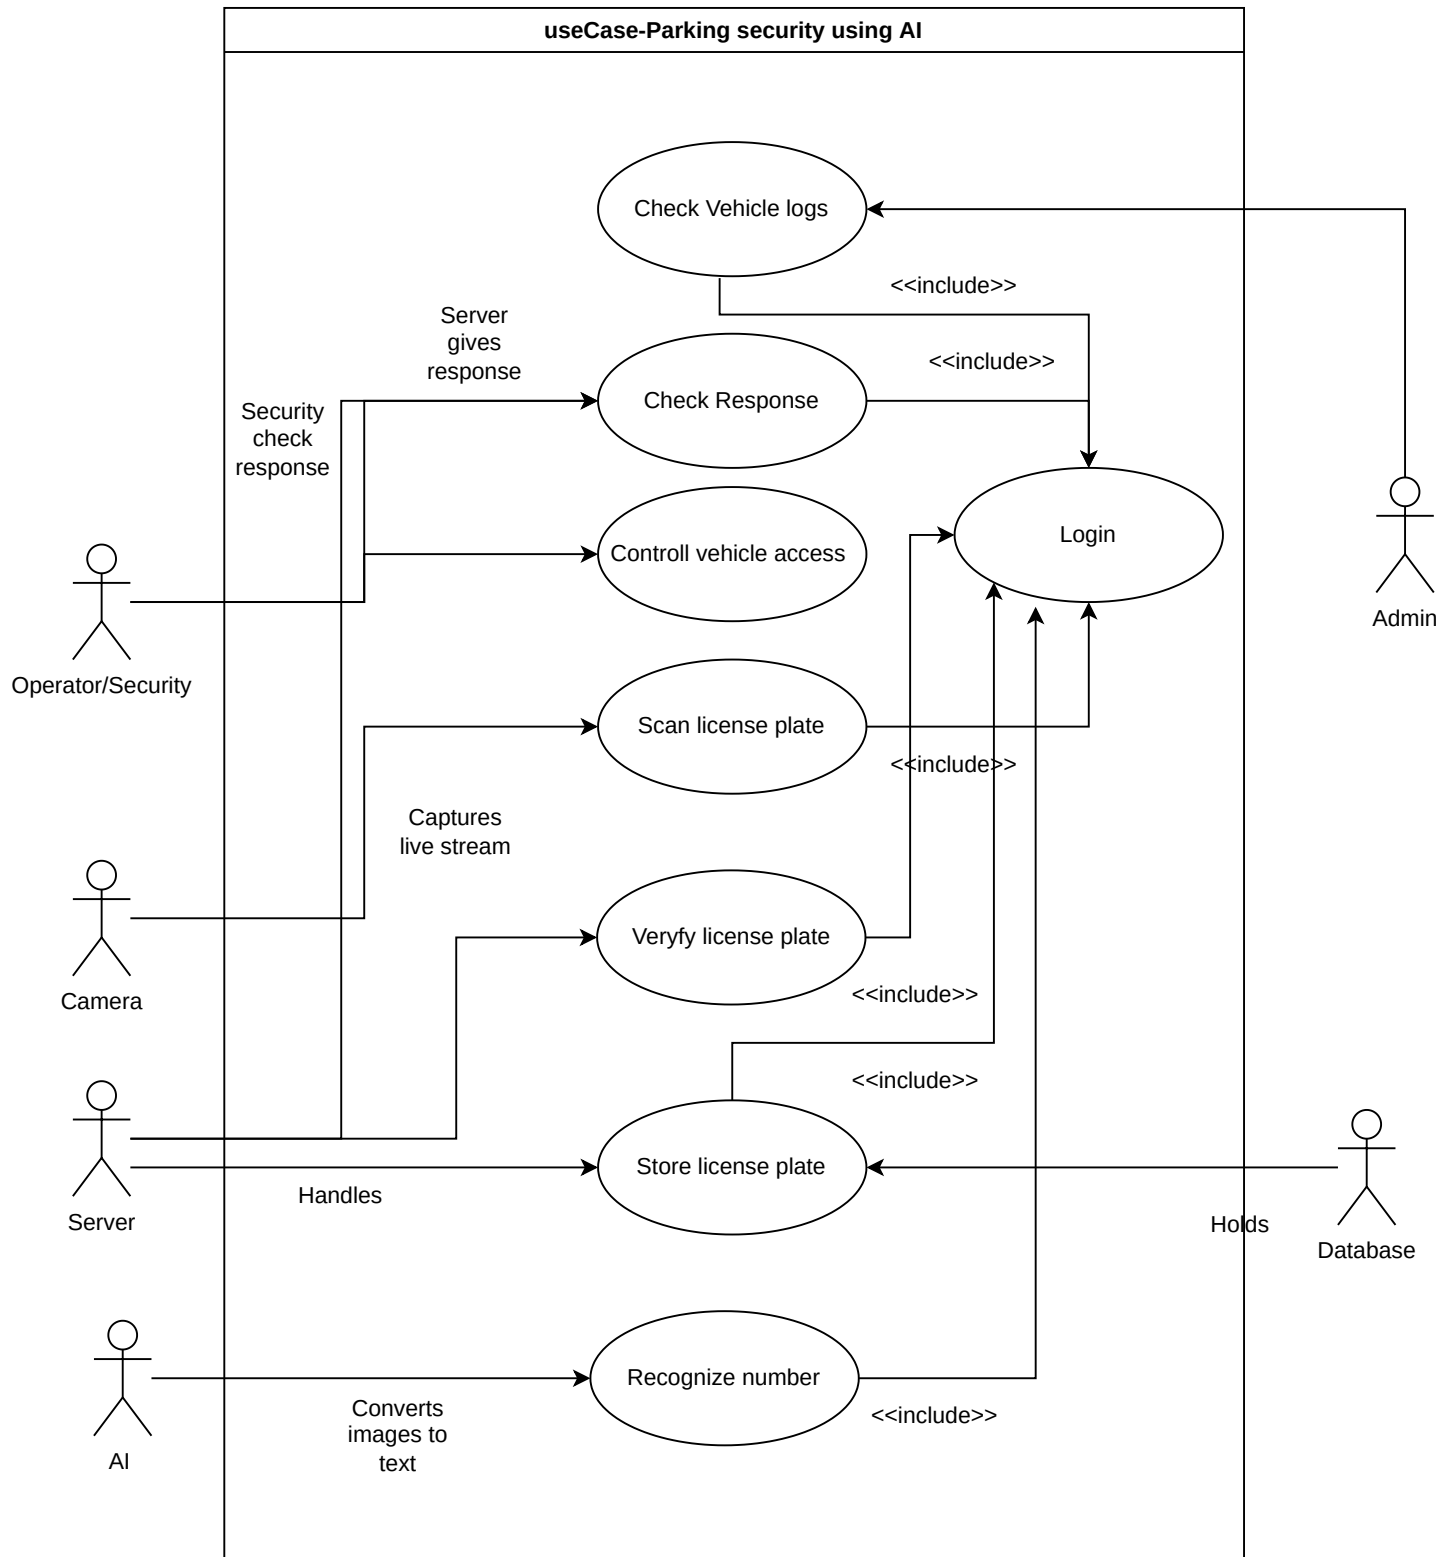 useCase-Parking security using AI
Check Vehicle logs
<<include>>
Server
gives
response
<<include>>
Check Response
Security
check
response
Controll vehicle access
Login
Operator/Security
Admin
Scan license plate
<<include>>
Captures
live stream
Veryfy license plate
Camera
<<include>>
<<include>>
Store license plate
Handles
Server
Holds
Database
Recognize number
Converts
images to
text
<<include>>
AI